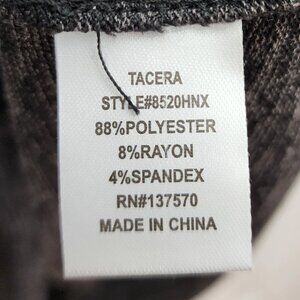 TACERA
STYLE#8520HNX
88%POLYESTER
8%RAYON
4%SPANDEX
RN#137570
MADE IN CHINA